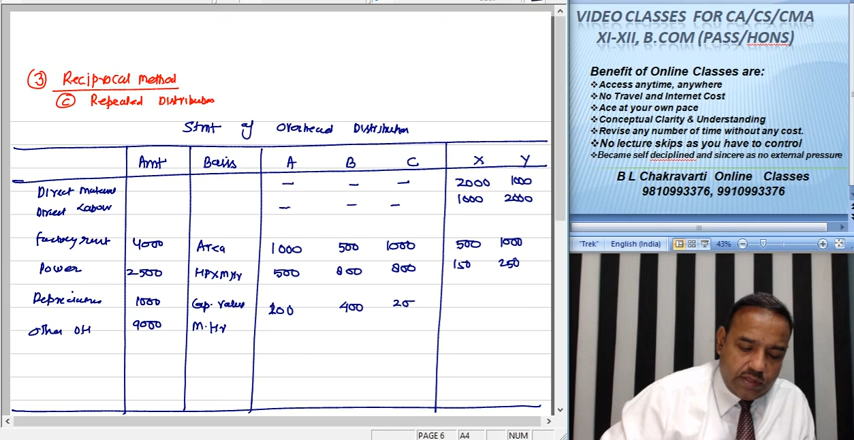 ③ Reciprocal Method
Ⓒ Repeated Distribution
Stmt of Overhead Distribution
Amt Basis A B C X Y
Direct Material — — — 2000 1000
Direct Labour — — — 1000 2000
Factory rent 4000 Area 1000 500 1000 500 1000
Power 2500 HPXMHr 500 800 800 150 250
Depreciation 1000 Cap. Value 200 400 20
Other OH 9000 M.Hr
PAGE 6 A4 NUM
VIDEO CLASSES FOR CA/CS/CMA
XI-XII, B.COM (PASS/HONS)
Benefit of Online Classes are:
❖Access anytime, anywhere
❖No Travel and Internet Cost
❖Ace at your own pace
❖Conceptual Clarity & Understanding
❖Revise any number of time without any cost.
❖No lecture skips as you have to control
❖Became self deciplined and sincere as no external pressure
B L Chakravarti Online Classes
9810993376, 9910993376
"Trek" English (India) 43%